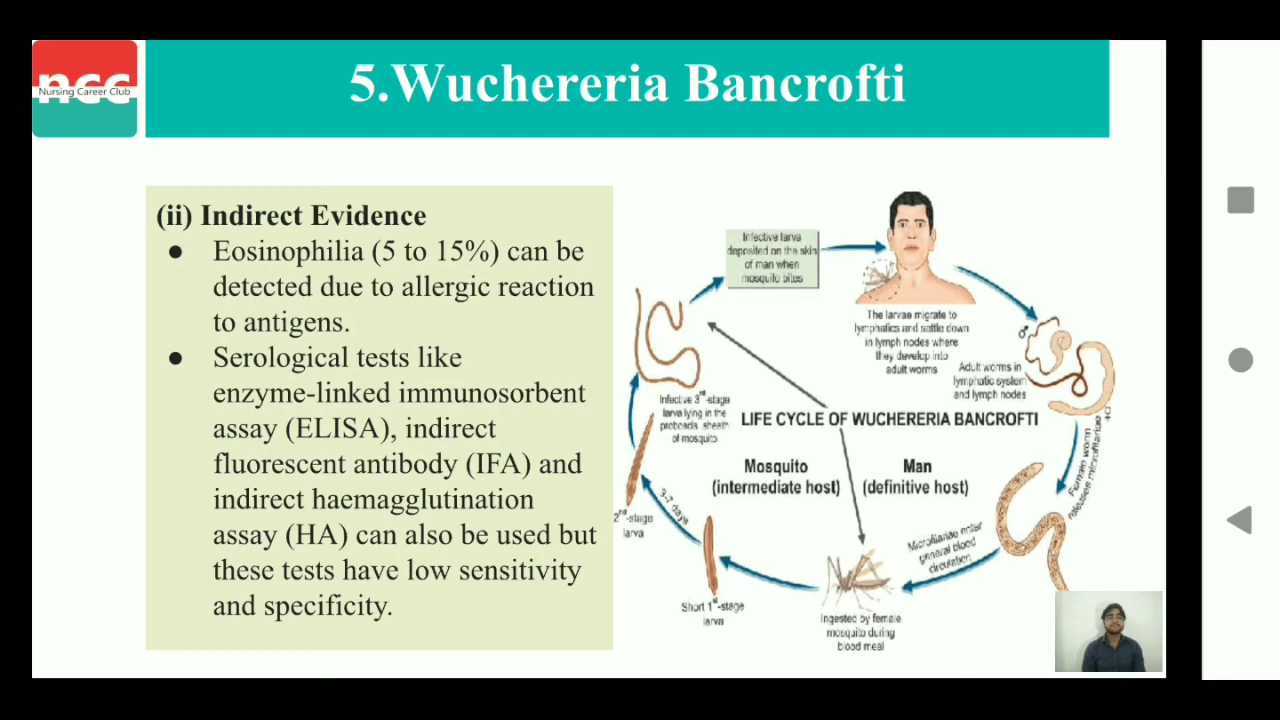 ncc
Nursing Career Club
5.Wuchereria Bancrofti
(ii) Indirect Evidence
● Eosinophilia (5 to 15%) can be
detected due to allergic reaction
to antigens.
● Serological tests like
enzyme-linked immunosorbent
assay (ELISA), indirect
fluorescent antibody (IFA) and
indirect haemagglutination
assay (HA) can also be used but
these tests have low sensitivity
and specificity.
Infective larva
deposited on the skin
of man when
mosquito bites
The larvae migrate to
lymphatics and settle down
in lymph nodes where
they develop into
adult worms
♂
Adult worms in
lymphatic system
and lymph nodes
♀
Female worm
releases microfilariae
Infective 3rd-stage
larva lying in the
proboscis sheath
of mosquito
LIFE CYCLE OF WUCHERERIA BANCROFTI
Mosquito
(intermediate host)
Man
(definitive host)
3-7 days
2nd-stage
larva
Microfilariae enter
general blood
circulation
Short 1st-stage
larva
Ingested by female
mosquito during
blood meal